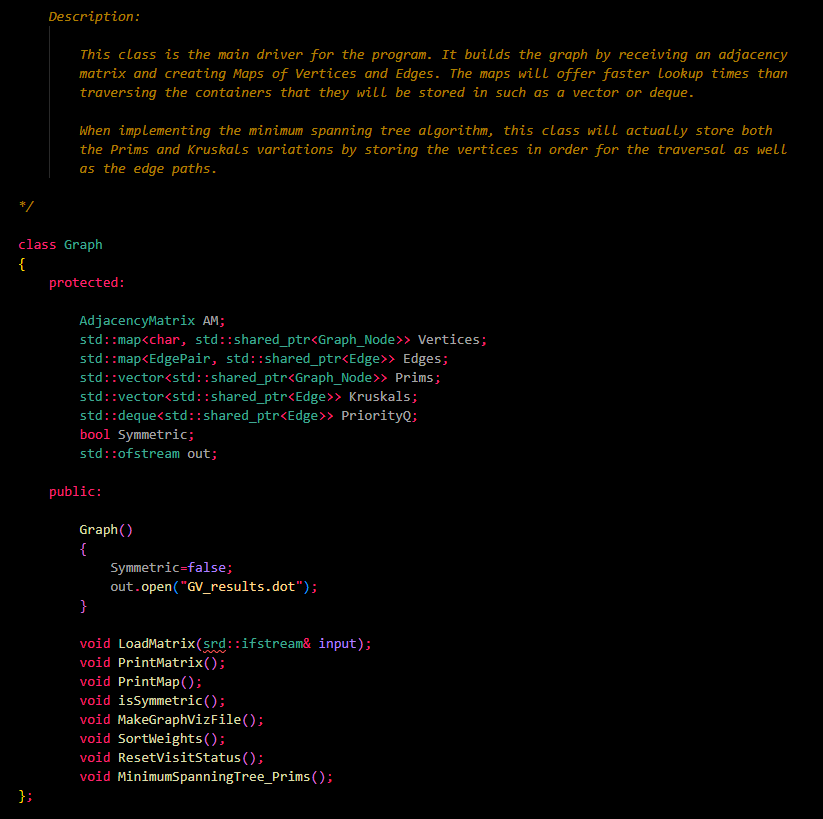 Description:
This class is the main driver for the program. It builds the graph by receiving an adjacency
matrix and creating Maps of Vertices and Edges. The maps will offer faster lookup times than
traversing the containers that they will be stored in such as a vector or deque.
When implementing the minimum spanning tree algorithm, this class will actually store both
the Prims and Kruskals variations by storing the vertices in order for the traversal as well
as the edge paths.
*/
class Graph
{
protected:
AdjacencyMatrix AM;
std::map<char, std::shared_ptr<Graph_Node>> Vertices;
std::map<EdgePair, std::shared_ptr<Edge>> Edges;
std::vector<std::shared_ptr<Graph_Node>> Prims;
std::vector<std::shared_ptr<Edge>> Kruskals;
std::deque<std::shared_ptr<Edge>> PriorityQ;
bool Symmetric;
std::ofstream out;
public:
Graph()
{
Symmetric=false;
out.open("GV_results.dot");
}
void LoadMatrix(srd::ifstream& input);
void PrintMatrix();
void PrintMap();
void isSymmetric();
void MakeGraphVizFile();
void SortWeights();
void ResetVisitStatus();
void MinimumSpanningTree_Prims();
};